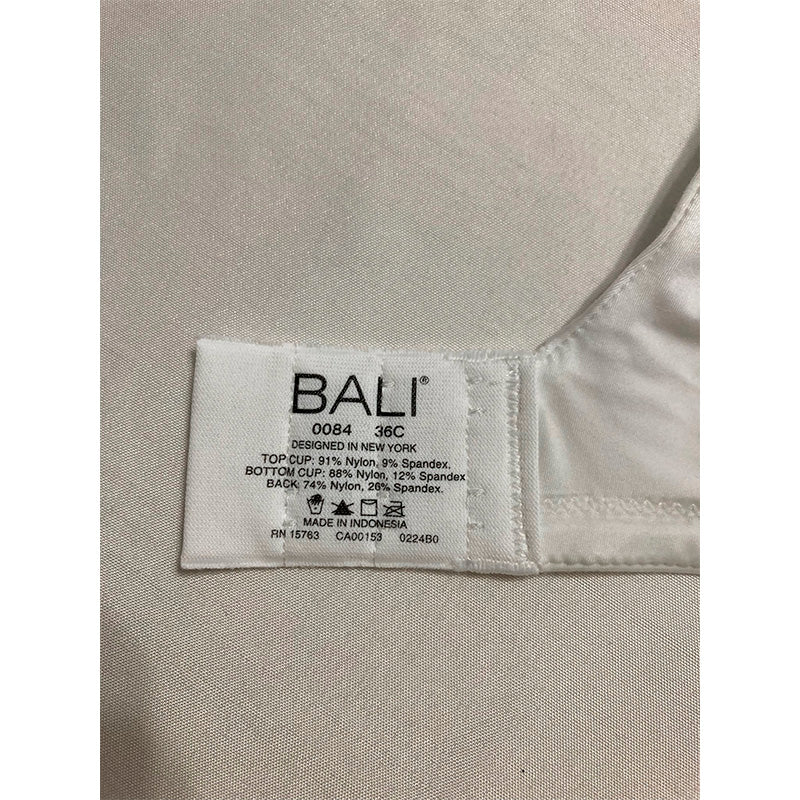 BALI®
0084 36C
DESIGNED IN NEW YORK
TOP CUP: 91% Nylon, 9% Spandex.
BOTTOM CUP: 88% Nylon, 12% Spandex
BACK: 74% Nylon, 26% Spandex.
MADE IN INDONESIA
RN 15763 CA00153 0224B0